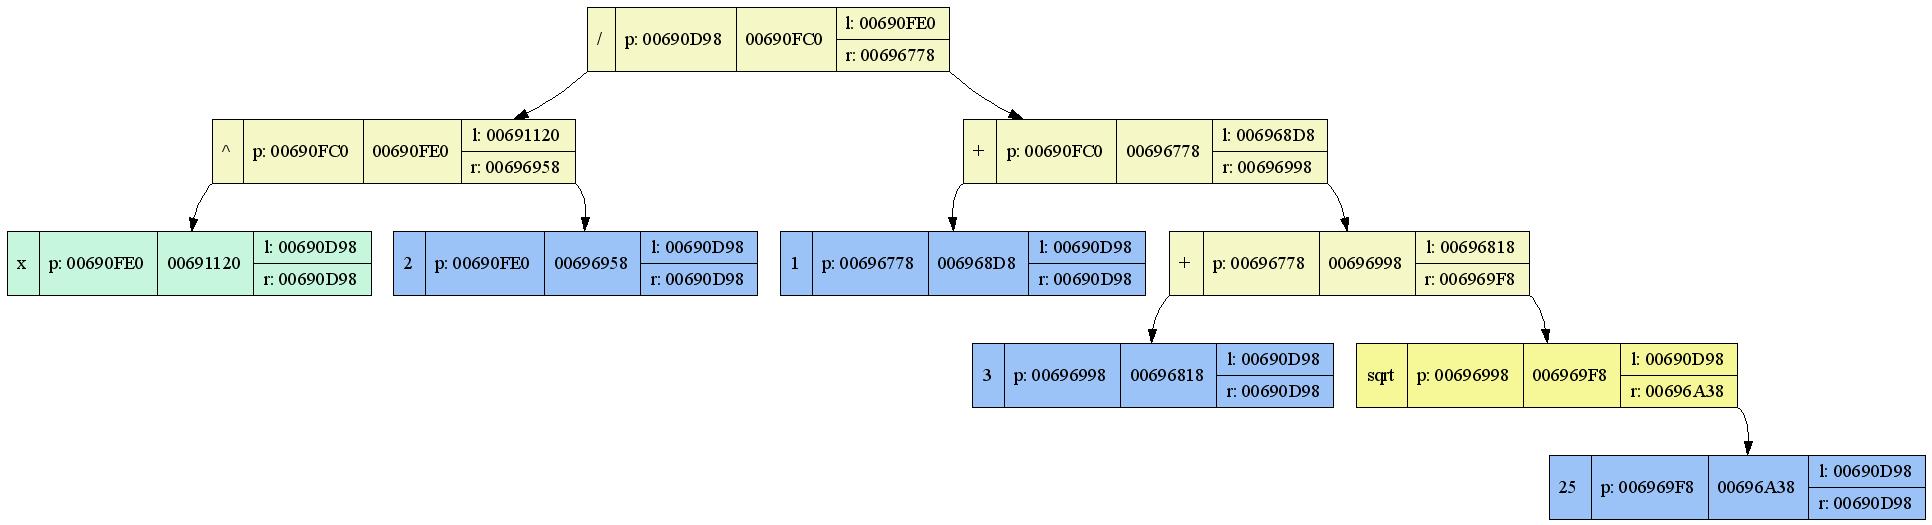 / p: 00690D98 00690FC0 l: 00690FE0
r: 00696778
^ p: 00690FC0 00690FE0 l: 00691120
r: 00696958
+ p: 00690FC0 00696778 l: 006968D8
r: 00696998
x p: 00690FE0 00691120 l: 00690D98
r: 00690D98
2 p: 00690FE0 00696958 l: 00690D98
r: 00690D98
1 p: 00696778 006968D8 l: 00690D98
r: 00690D98
+ p: 00696778 00696998 l: 00696818
r: 006969F8
3 p: 00696998 00696818 l: 00690D98
r: 00690D98
sqrt p: 00696998 006969F8 l: 00690D98
r: 00696A38
25 p: 006969F8 00696A38 l: 00690D98
r: 00690D98